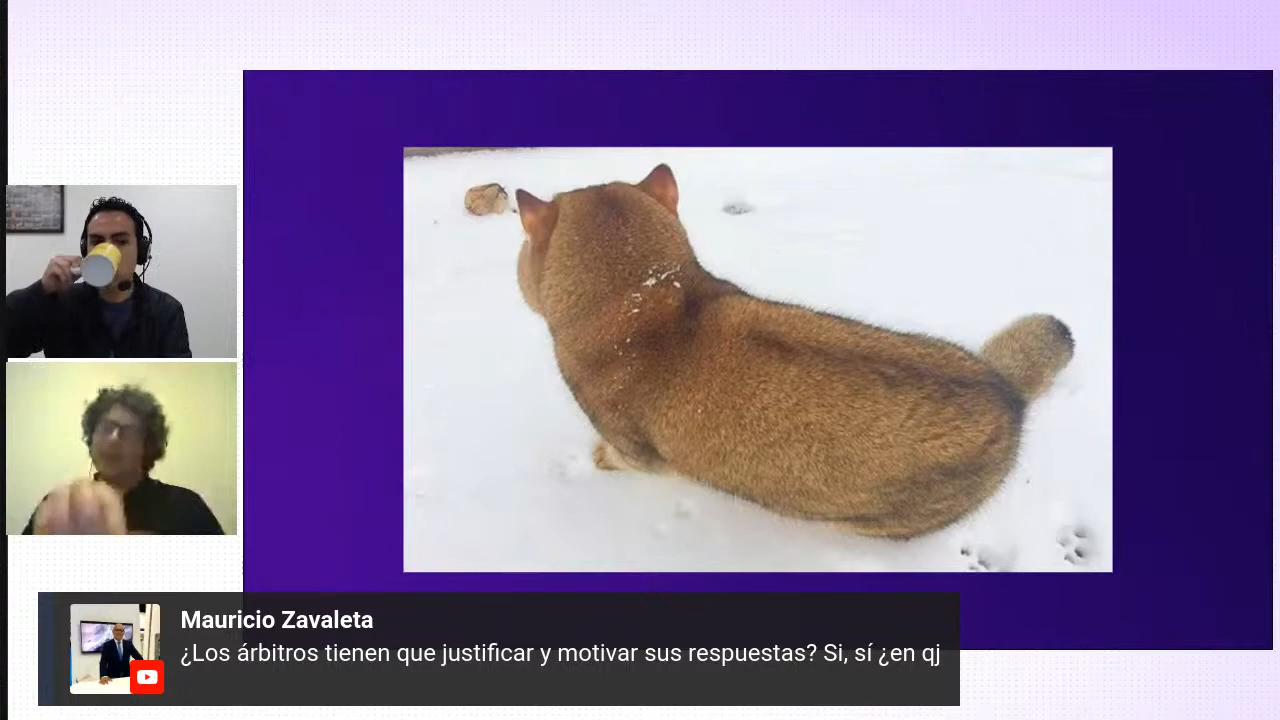 Mauricio Zavaleta
¿Los árbitros tienen que justificar y motivar sus respuestas? Si, sí ¿en qj